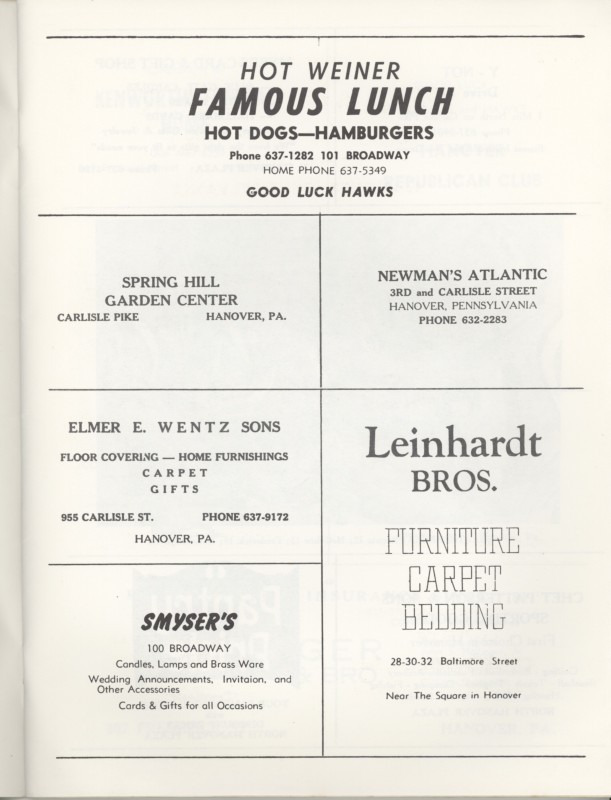 HOT WEINER
FAMOUS LUNCH
HOT DOGS—HAMBURGERS
Phone 637-1282 101 BROADWAY
HOME PHONE 637-5349
GOOD LUCK HAWKS
SPRING HILL
GARDEN CENTER
CARLISLE PIKE HANOVER, PA.
NEWMAN'S ATLANTIC
3RD and CARLISLE STREET
HANOVER, PENNSYLVANIA
PHONE 632-2283
ELMER E. WENTZ SONS
FLOOR COVERING — HOME FURNISHINGS
CARPET
GIFTS
955 CARLISLE ST. PHONE 637-9172
HANOVER, PA.
Leinhardt
BROS.
FURNITURE
CARPET
BEDDING
28-30-32 Baltimore Street
Near The Square in Hanover
SMYSER'S
100 BROADWAY
Candles, Lamps and Brass Ware
Wedding Announcements, Invitaion, and
Other Accessories
Cards & Gifts for all Occasions